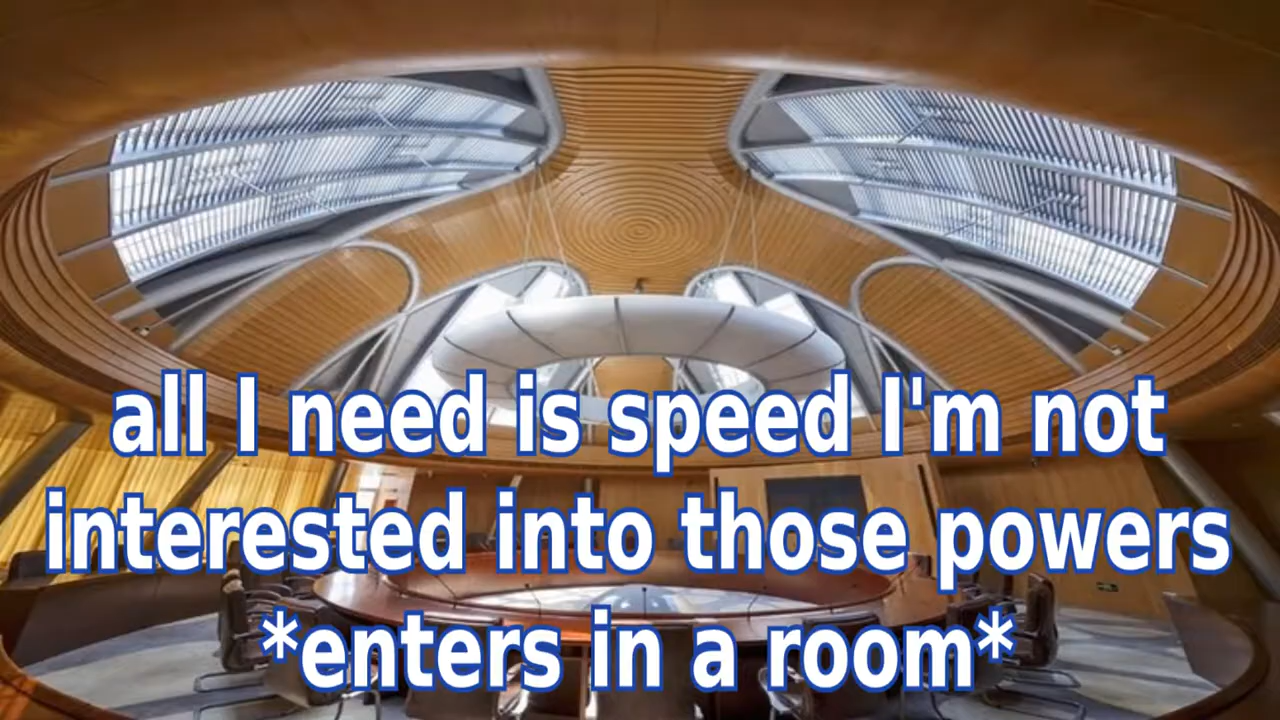 all I need is speed I'm not
interested into those powers
*enters in a room*